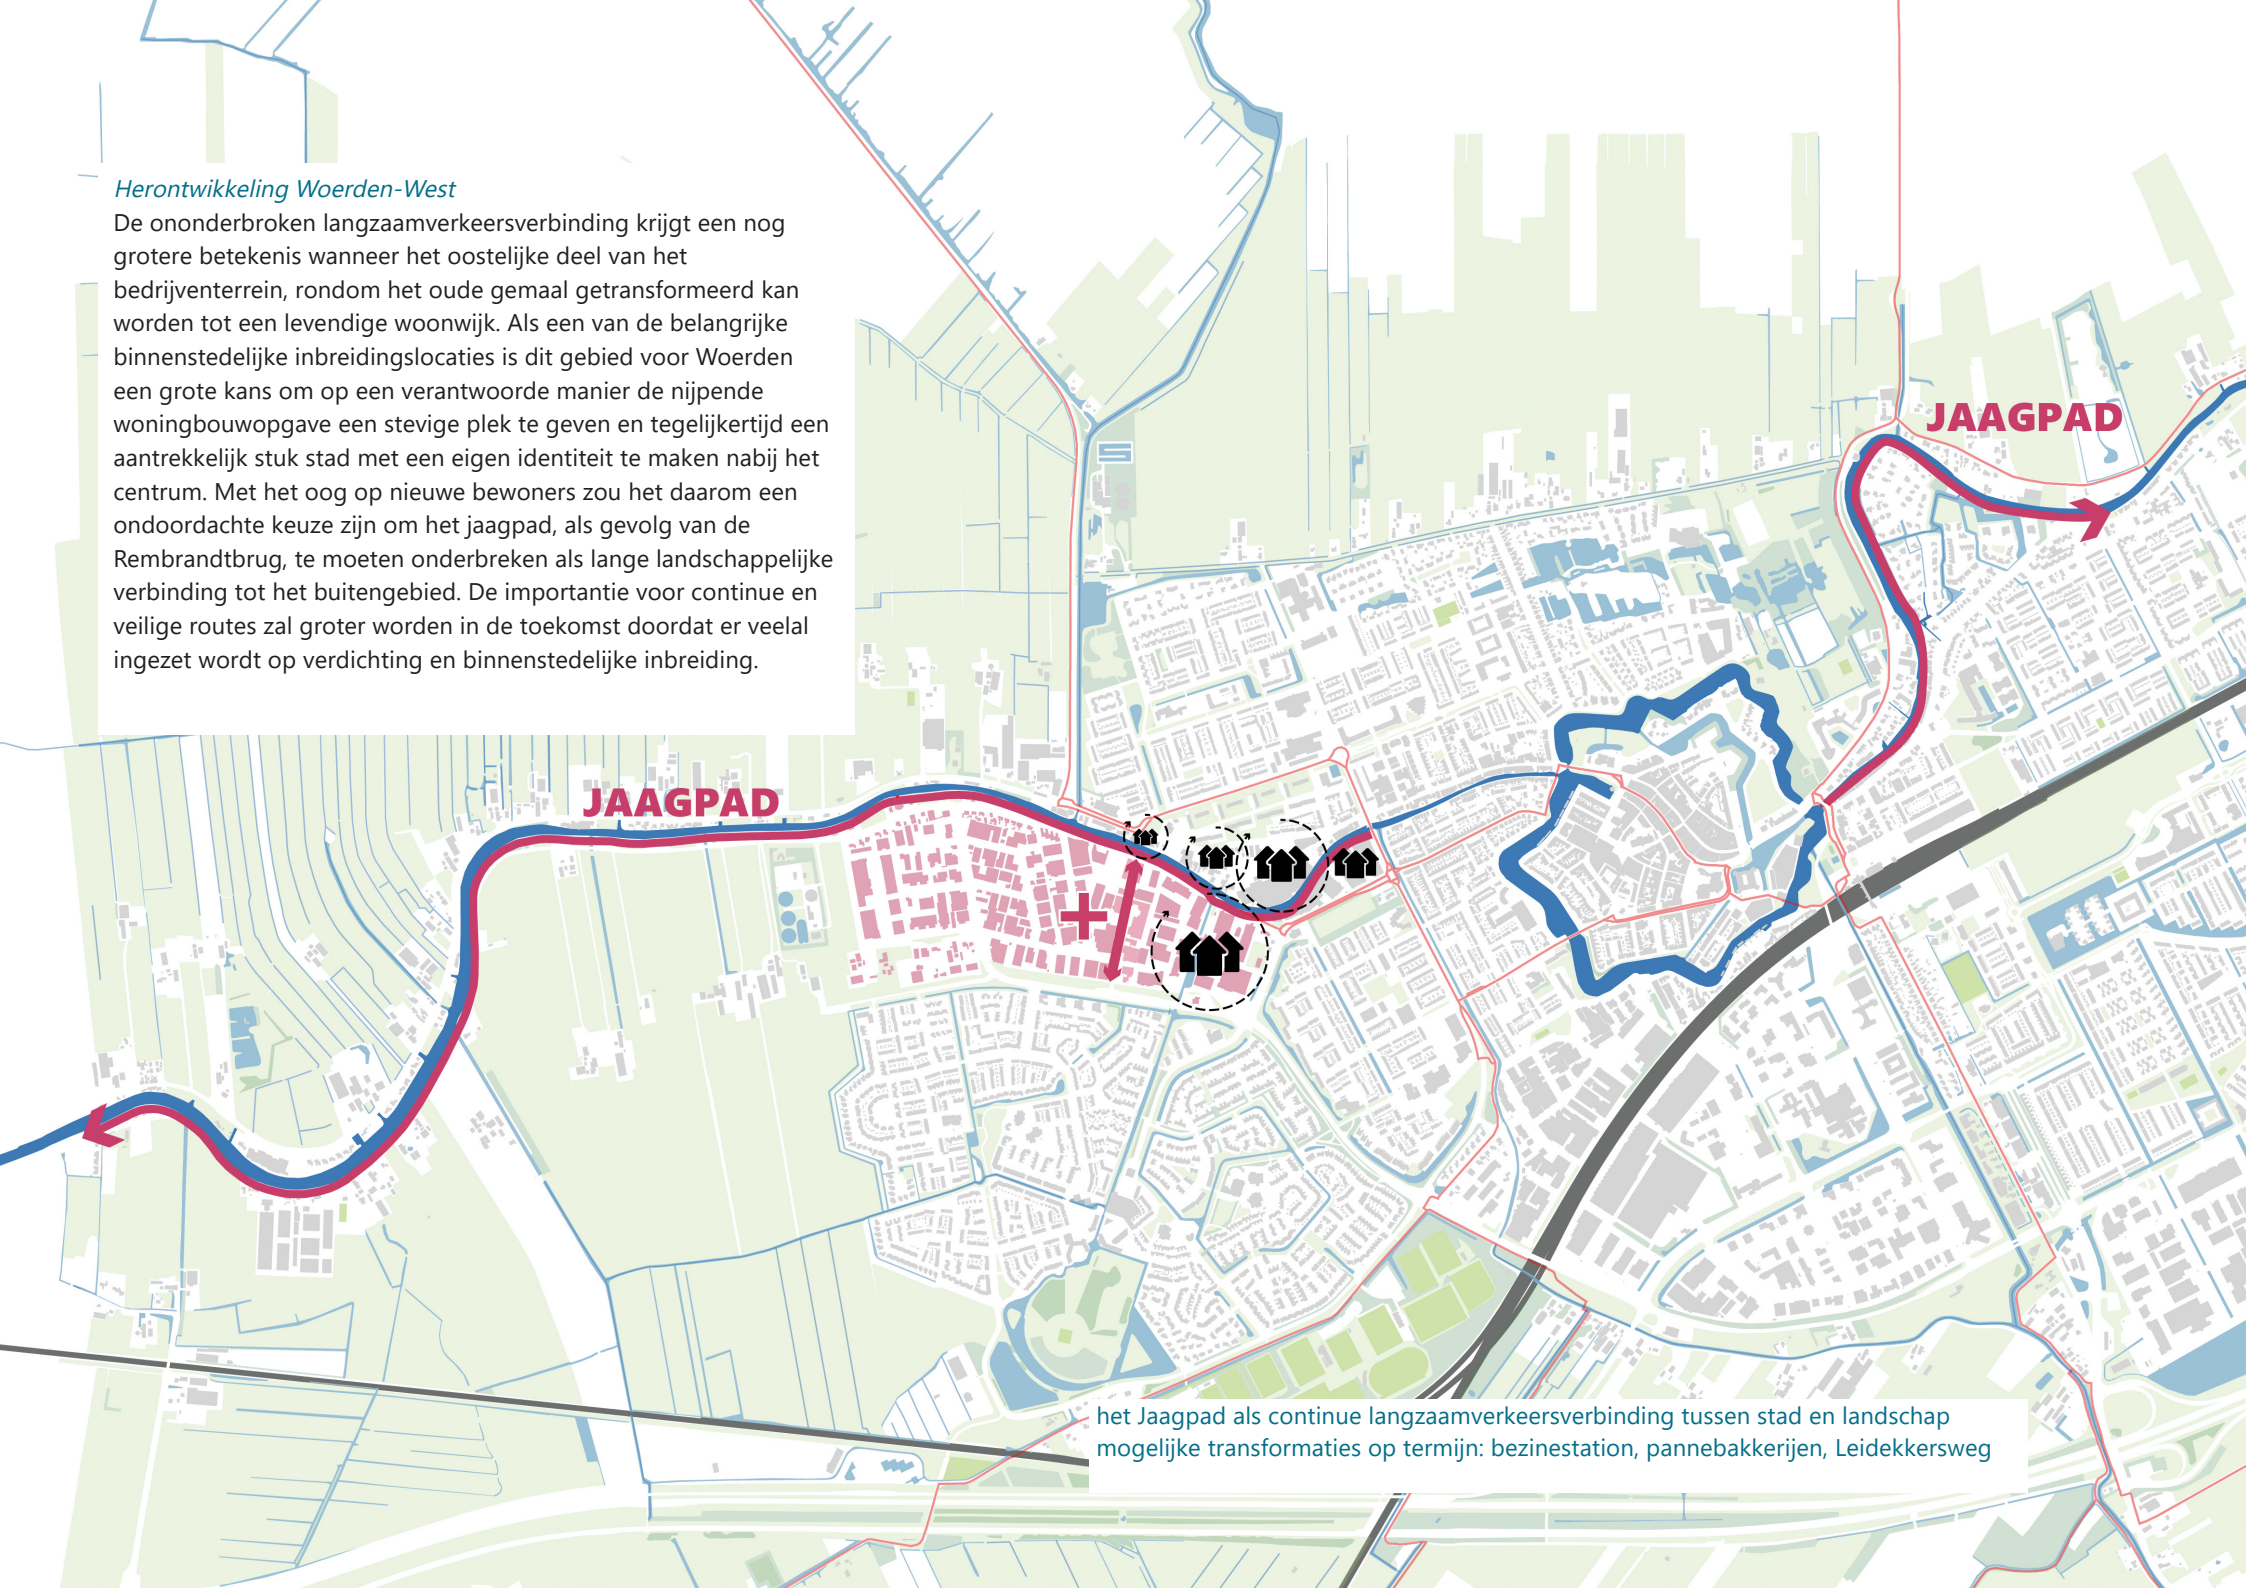 Herontwikkeling Woerden-West
De ononderbroken langzaamverkeersverbinding krijgt een nog
grotere betekenis wanneer het oostelijke deel van het
bedrijventerrein, rondom het oude gemaal getransformeerd kan
worden tot een levendige woonwijk. Als een van de belangrijke
binnenstedelijke inbreidingslocaties is dit gebied voor Woerden
een grote kans om op een verantwoorde manier de nijpende
woningbouwopgave een stevige plek te geven en tegelijkertijd een
aantrekkelijk stuk stad met een eigen identiteit te maken nabij het
centrum. Met het oog op nieuwe bewoners zou het daarom een
ondoordachte keuze zijn om het jaagpad, als gevolg van de
Rembrandtbrug, te moeten onderbreken als lange landschappelijke
verbinding tot het buitengebied. De importantie voor continue en
veilige routes zal groter worden in de toekomst doordat er veelal
ingezet wordt op verdichting en binnenstedelijke inbreiding.
JAAGPAD
JAAGPAD
het Jaagpad als continue langzaamverkeersverbinding tussen stad en landschap
mogelijke transformaties op termijn: bezinestation, pannebakkerijen, Leidekkersweg